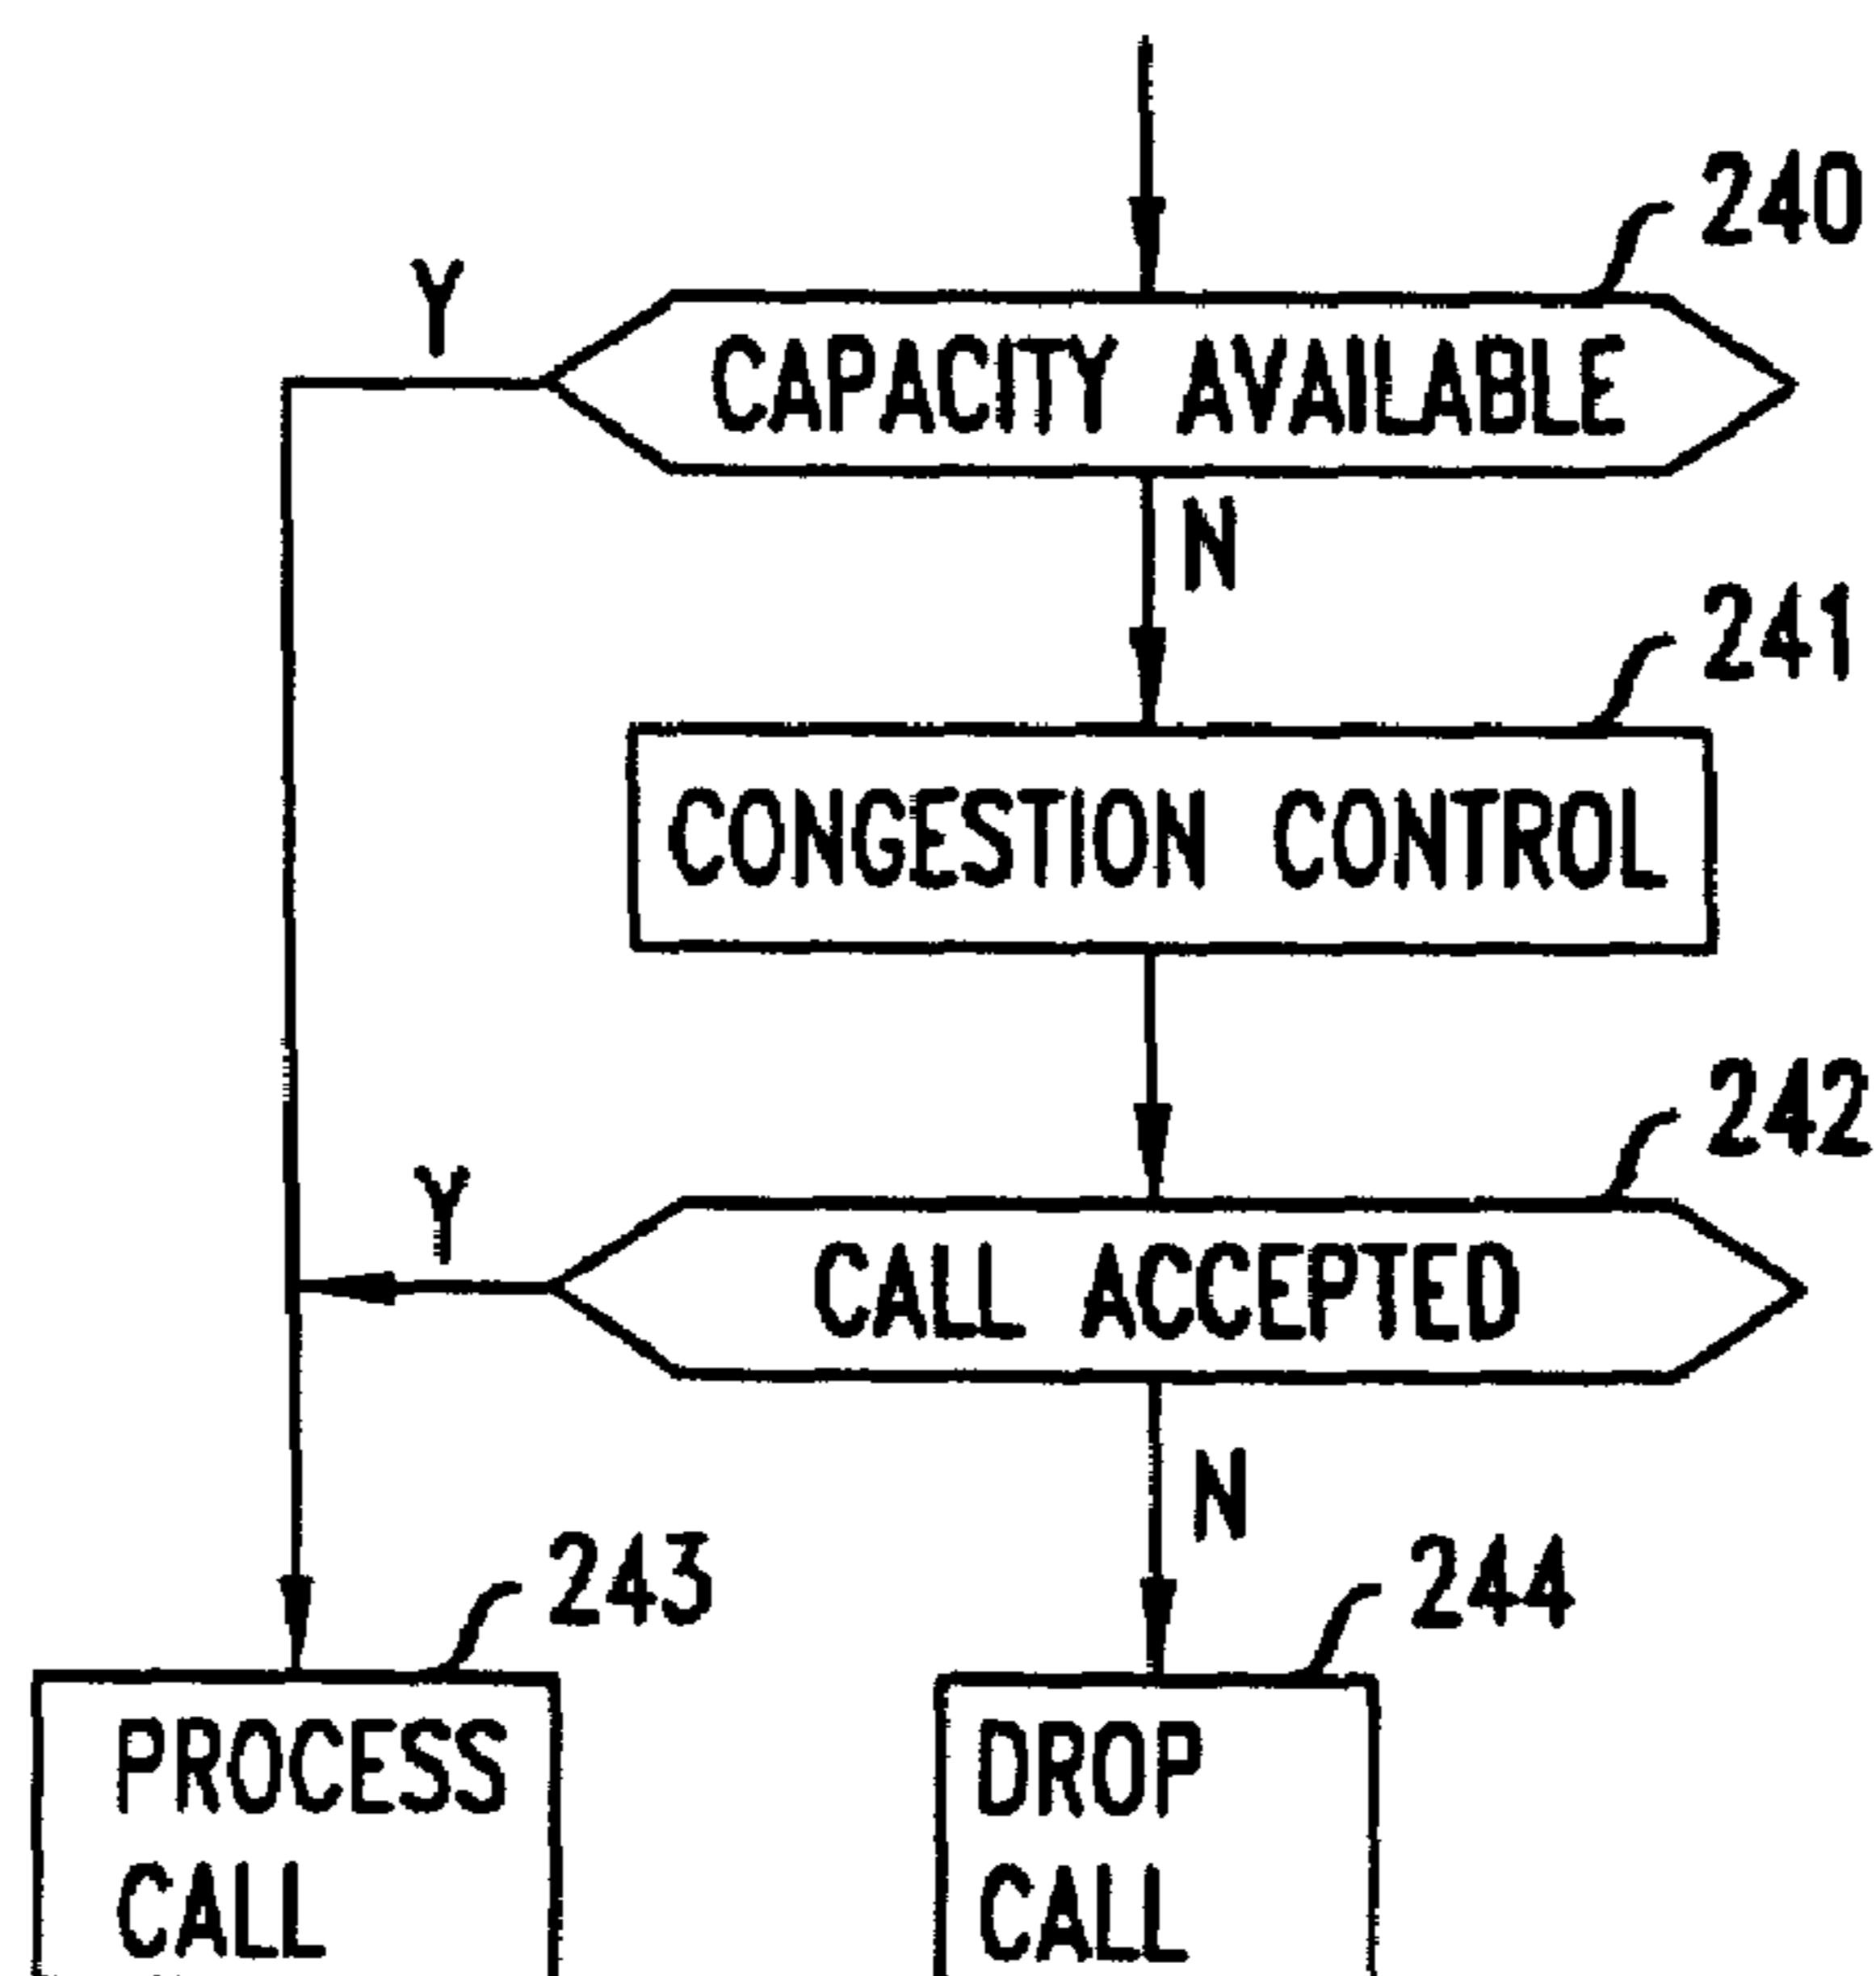 240
Y
CAPACITY AVAILABLE
N
241
CONGESTION CONTROL
242
Y
CALL ACCEPTED
N
243
244
PROCESS
CALL
DROP
CALL